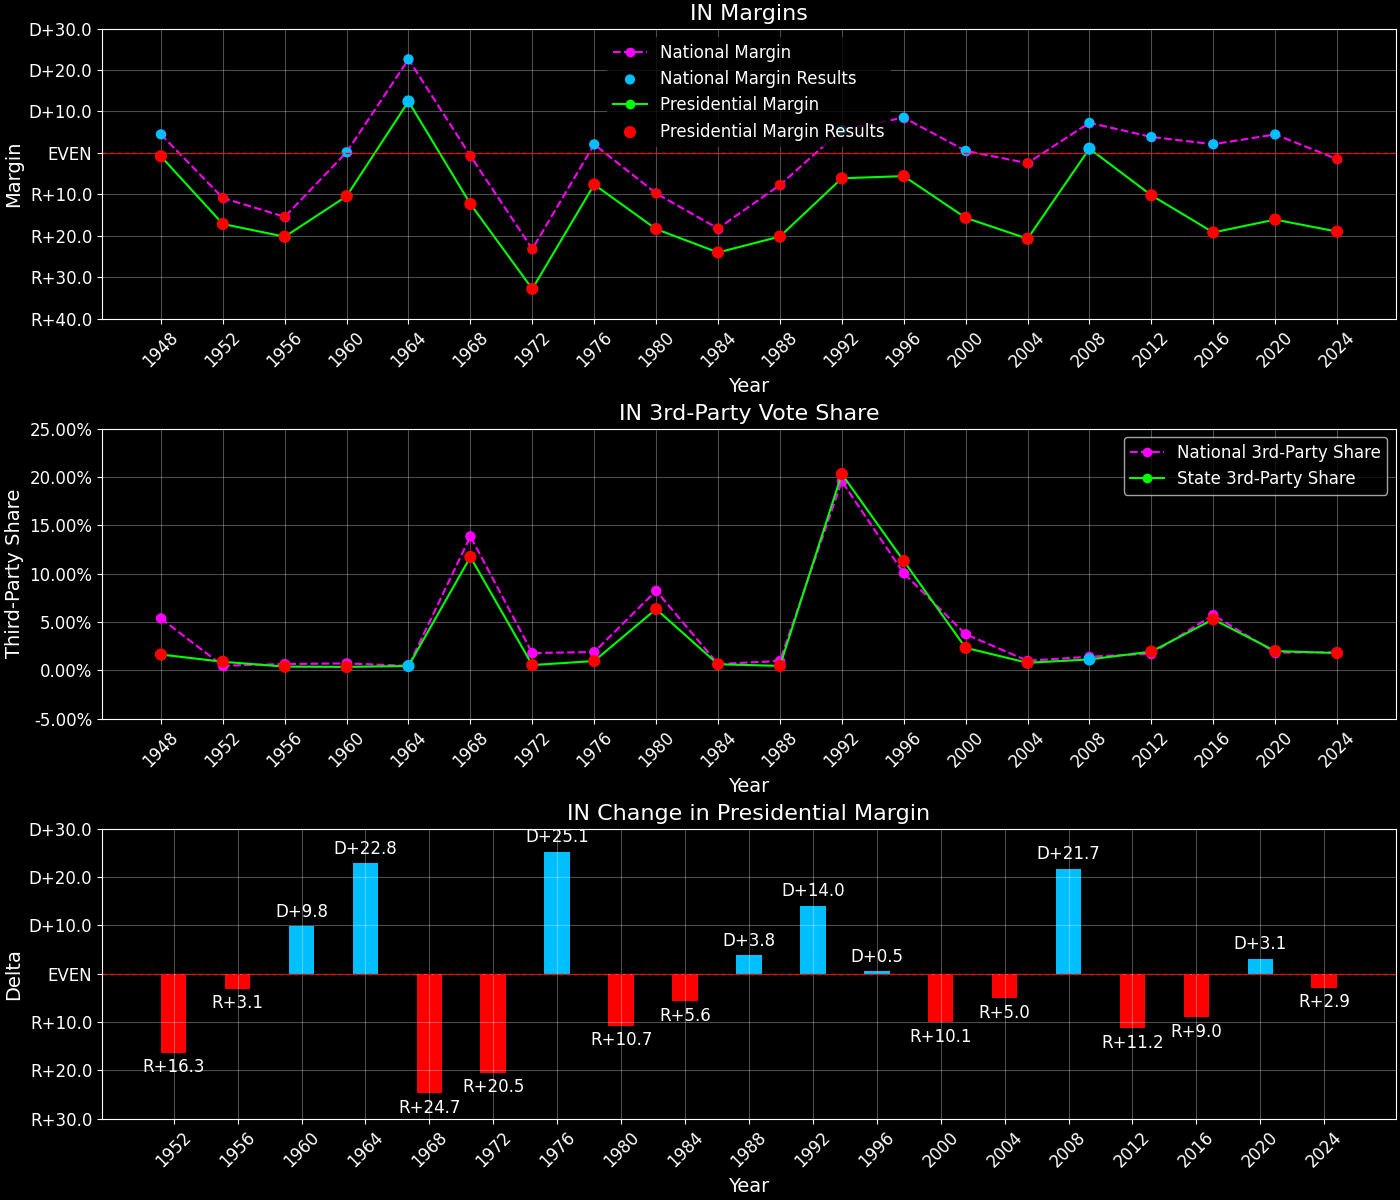 IN Margins
D+30.0
D+20.0
D+10.0
EVEN
R+10.0
R+20.0
R+30.0
R+40.0
Margin
National Margin
National Margin Results
Presidential Margin
Presidential Margin Results
1948 1952 1956 1960 1964 1968 1972 1976 1980 1984 1988 1992 1996 2000 2004 2008 2012 2016 2020 2024
Year
IN 3rd-Party Vote Share
25.00%
20.00%
15.00%
10.00%
5.00%
0.00%
-5.00%
Third-Party Share
National 3rd-Party Share
State 3rd-Party Share
1948 1952 1956 1960 1964 1968 1972 1976 1980 1984 1988 1992 1996 2000 2004 2008 2012 2016 2020 2024
Year
IN Change in Presidential Margin
D+30.0
D+20.0
D+10.0
EVEN
R+10.0
R+20.0
R+30.0
Delta
R+16.3
R+3.1
D+9.8
D+22.8
R+24.7
R+20.5
D+25.1
R+10.7
R+5.6
D+3.8
D+14.0
D+0.5
R+10.1
R+5.0
D+21.7
R+11.2
R+9.0
D+3.1
R+2.9
1952 1956 1960 1964 1968 1972 1976 1980 1984 1988 1992 1996 2000 2004 2008 2012 2016 2020 2024
Year